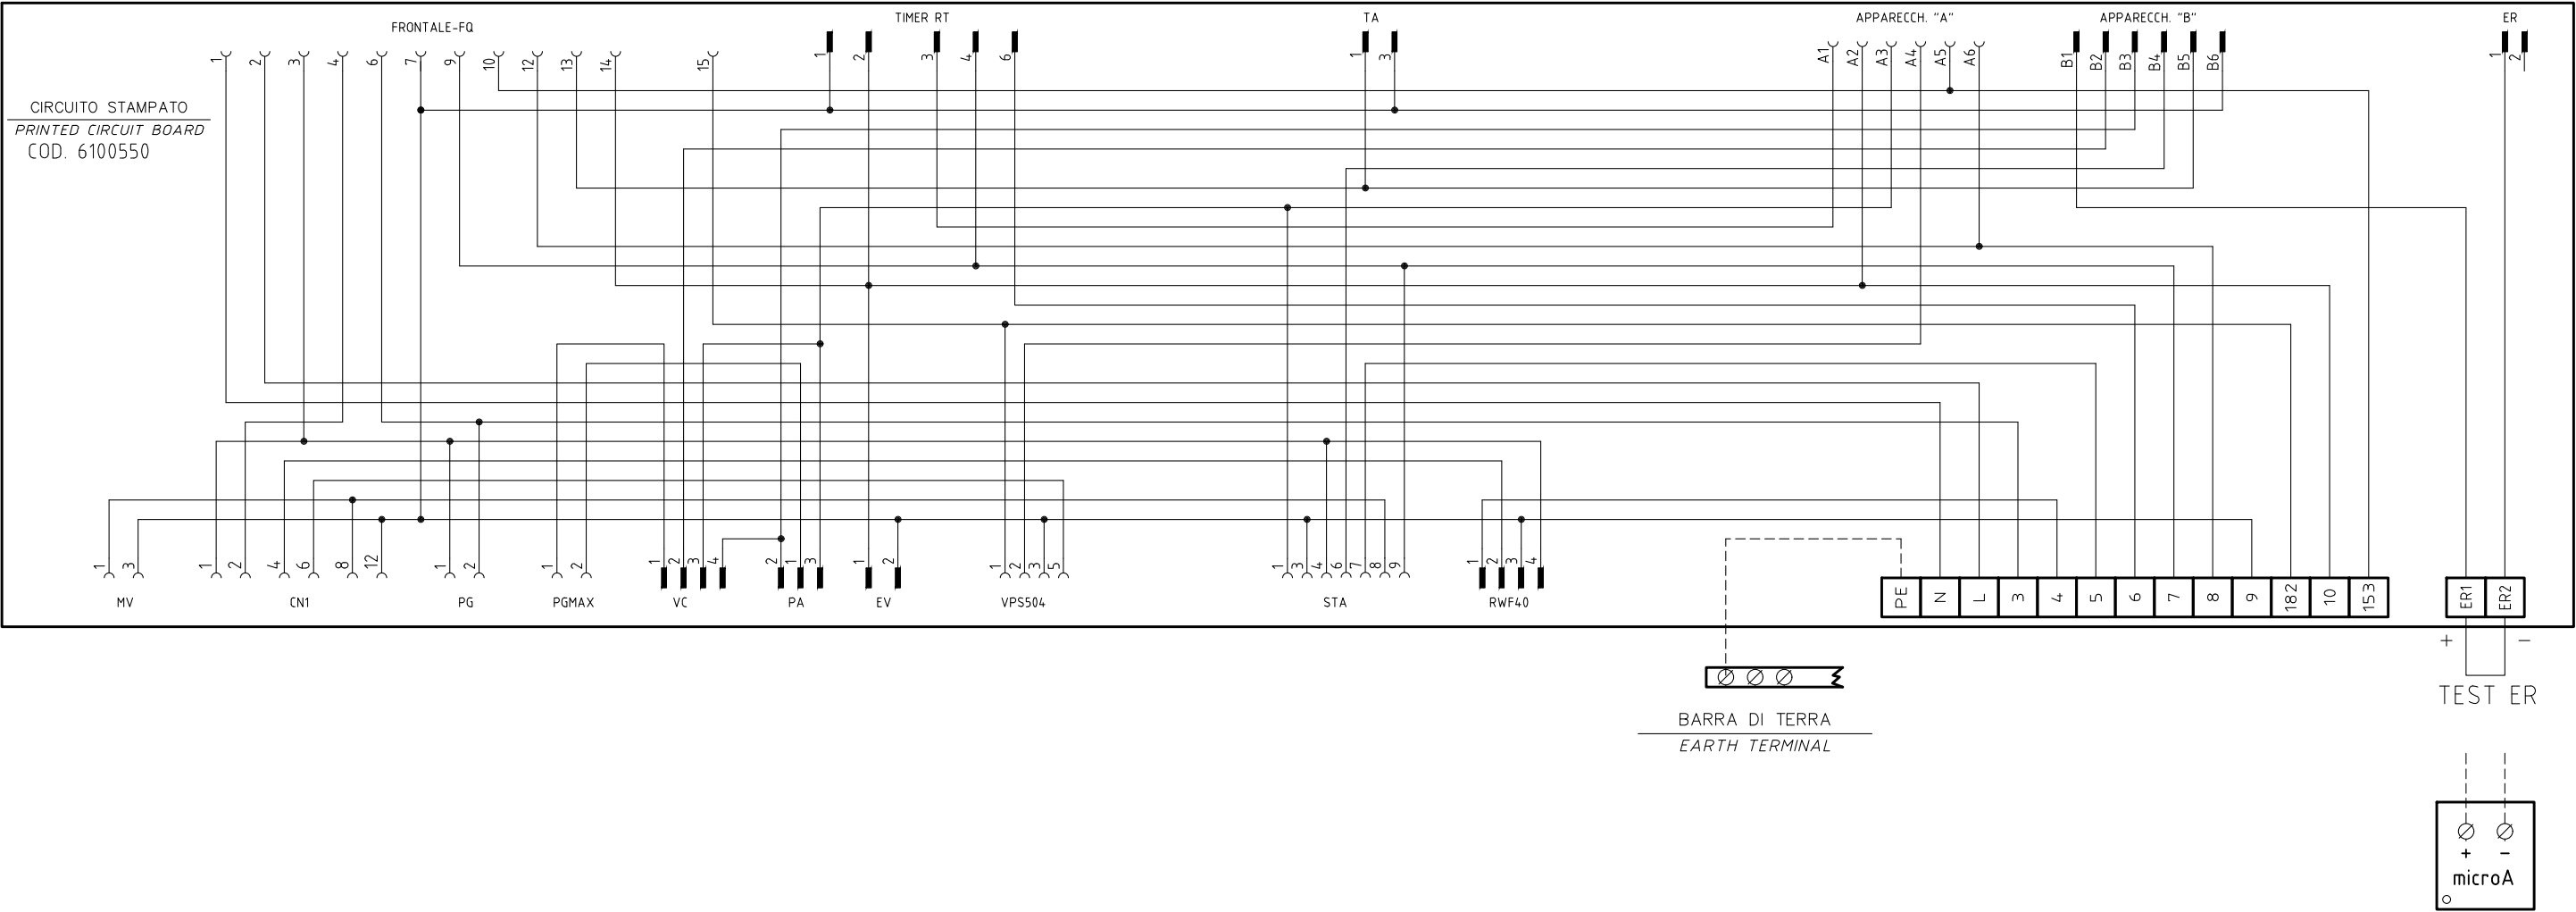 FRONTALE-FQ
TIMER RT
TA
APPARECCH. "A"
APPARECCH. "B"
ER
1 2 3 4 6 7 9 10 12 13 14 15
1 2 3 4 6
1 3
A1 A2 A3 A4 A5 A6
B1 B2 B3 B4 B5 B6
1 2
CIRCUITO STAMPATO
PRINTED CIRCUIT BOARD
COD. 6100550
1 3
1 2 4 6 8 12
1 2
1 2
1 2 3 4
2 1 3
1 2
1 2 3 5
1 3 4 6 7 8 9
1 2 3 4
MV
CN1
PG
PGMAX
VC
PA
EV
VPS504
STA
RWF40
PE N L 3 4 5 6 7 8 9 182 10 153
ER1 ER2
+ −
TEST ER
BARRA DI TERRA
EARTH TERMINAL
+ −
microA